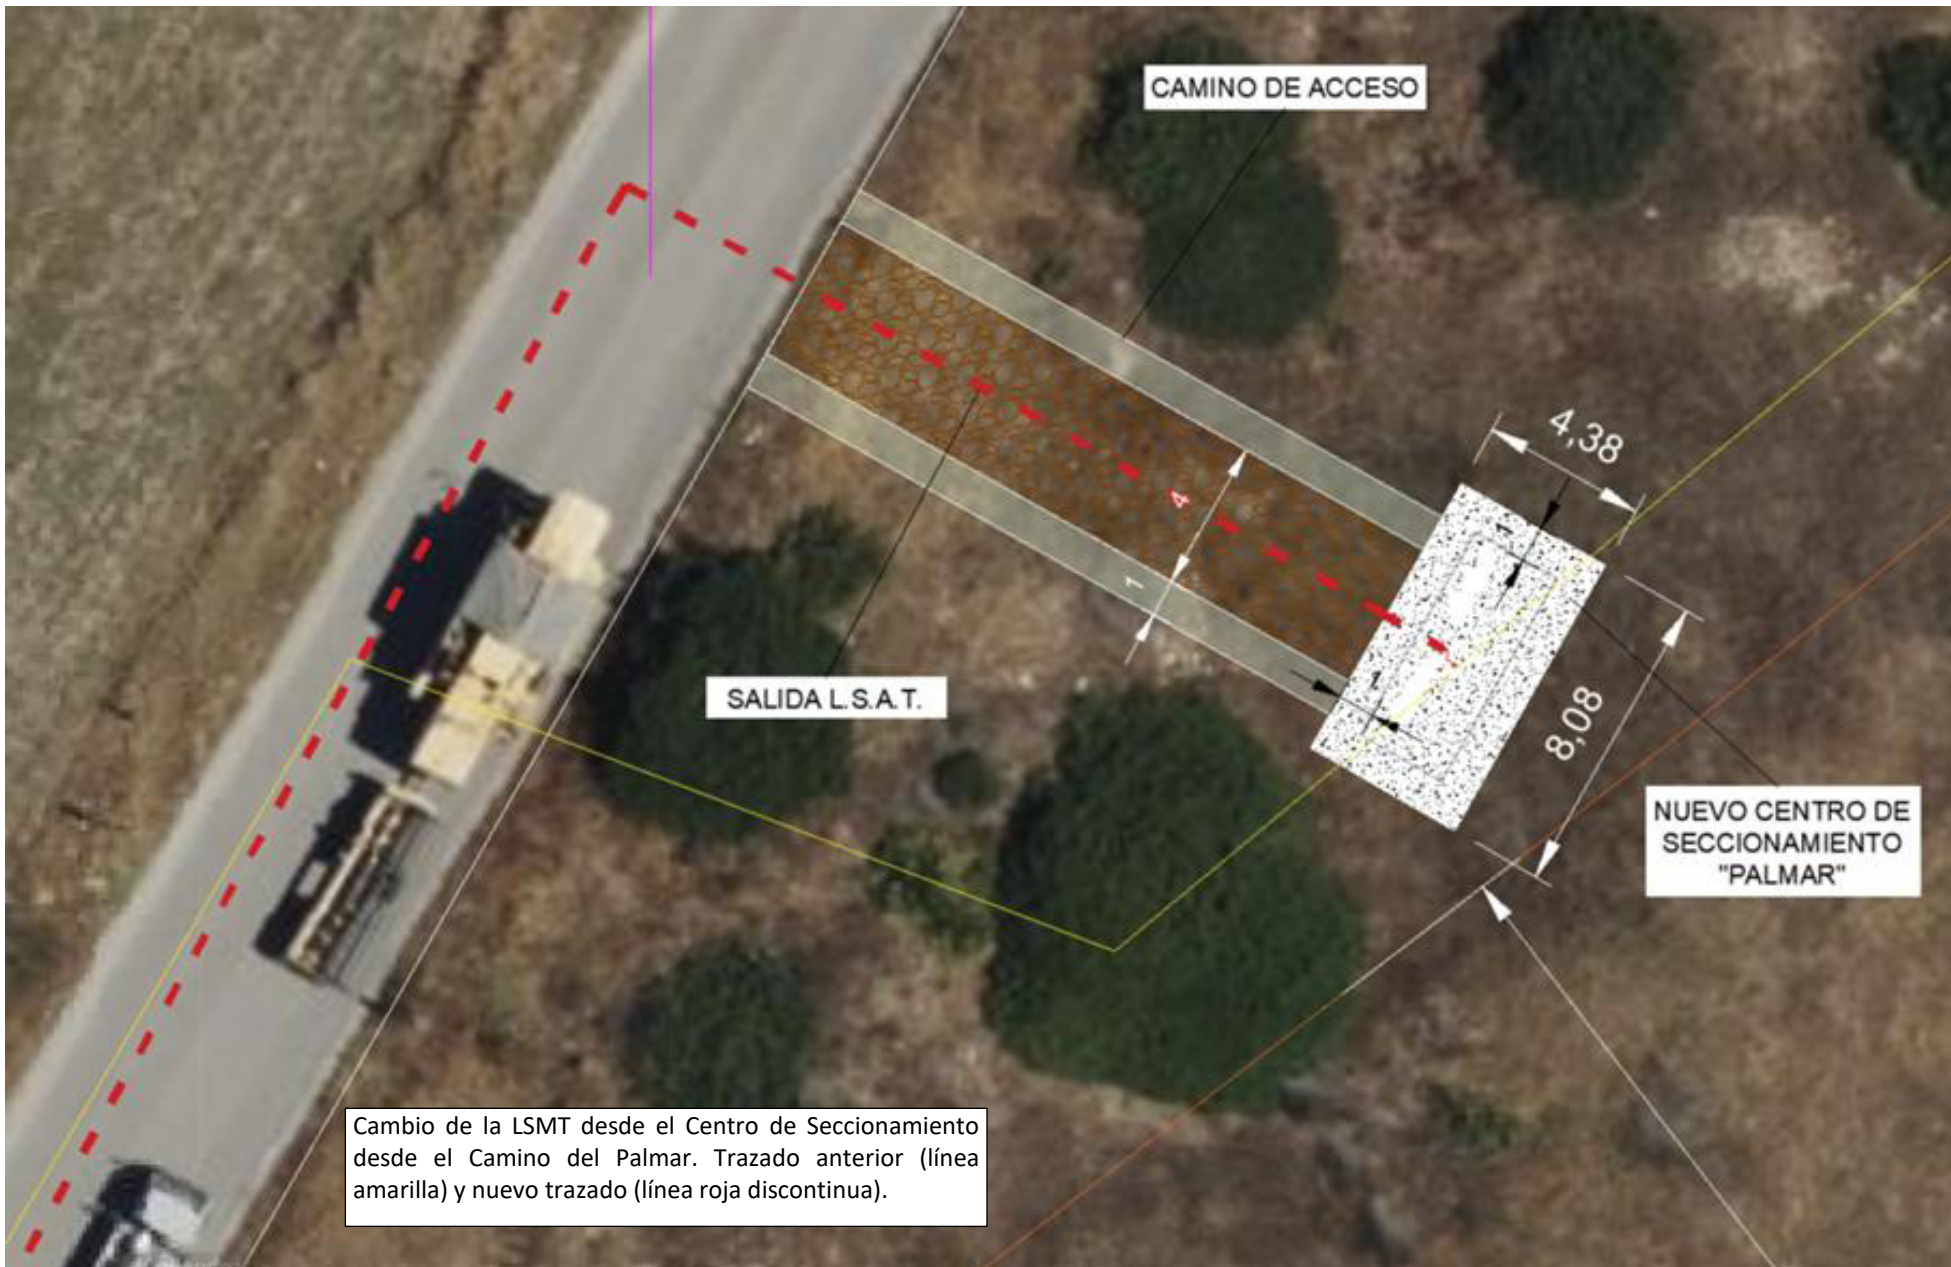 CAMINO DE ACCESO
4,38
1
4
1
SALIDA L.S.A.T.
1
8,08
NUEVO CENTRO DE
SECCIONAMIENTO
"PALMAR"
Cambio de la LSMT desde el Centro de Seccionamiento
desde el Camino del Palmar. Trazado anterior (línea
amarilla) y nuevo trazado (línea roja discontinua).